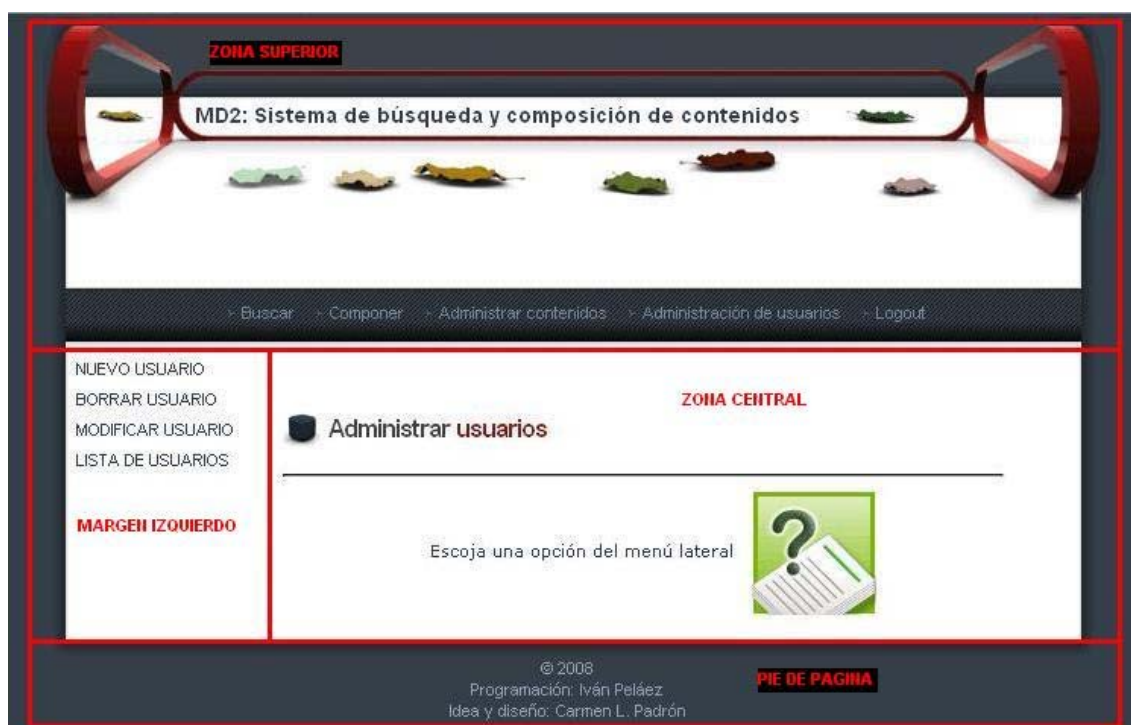 ZONA SUPERIOR
MD2: Sistema de búsqueda y composición de contenidos
Buscar Componer Administrar contenidos Administración de usuarios Logout
NUEVO USUARIO
BORRAR USUARIO
MODIFICAR USUARIO
LISTA DE USUARIOS
MARGEN IZQUIERDO
ZONA CENTRAL
Administrar usuarios
Escoja una opción del menú lateral
?
© 2008
Programación: Iván Peláez
Idea y diseño: Carmen L. Padrón
PIE DE PAGINA